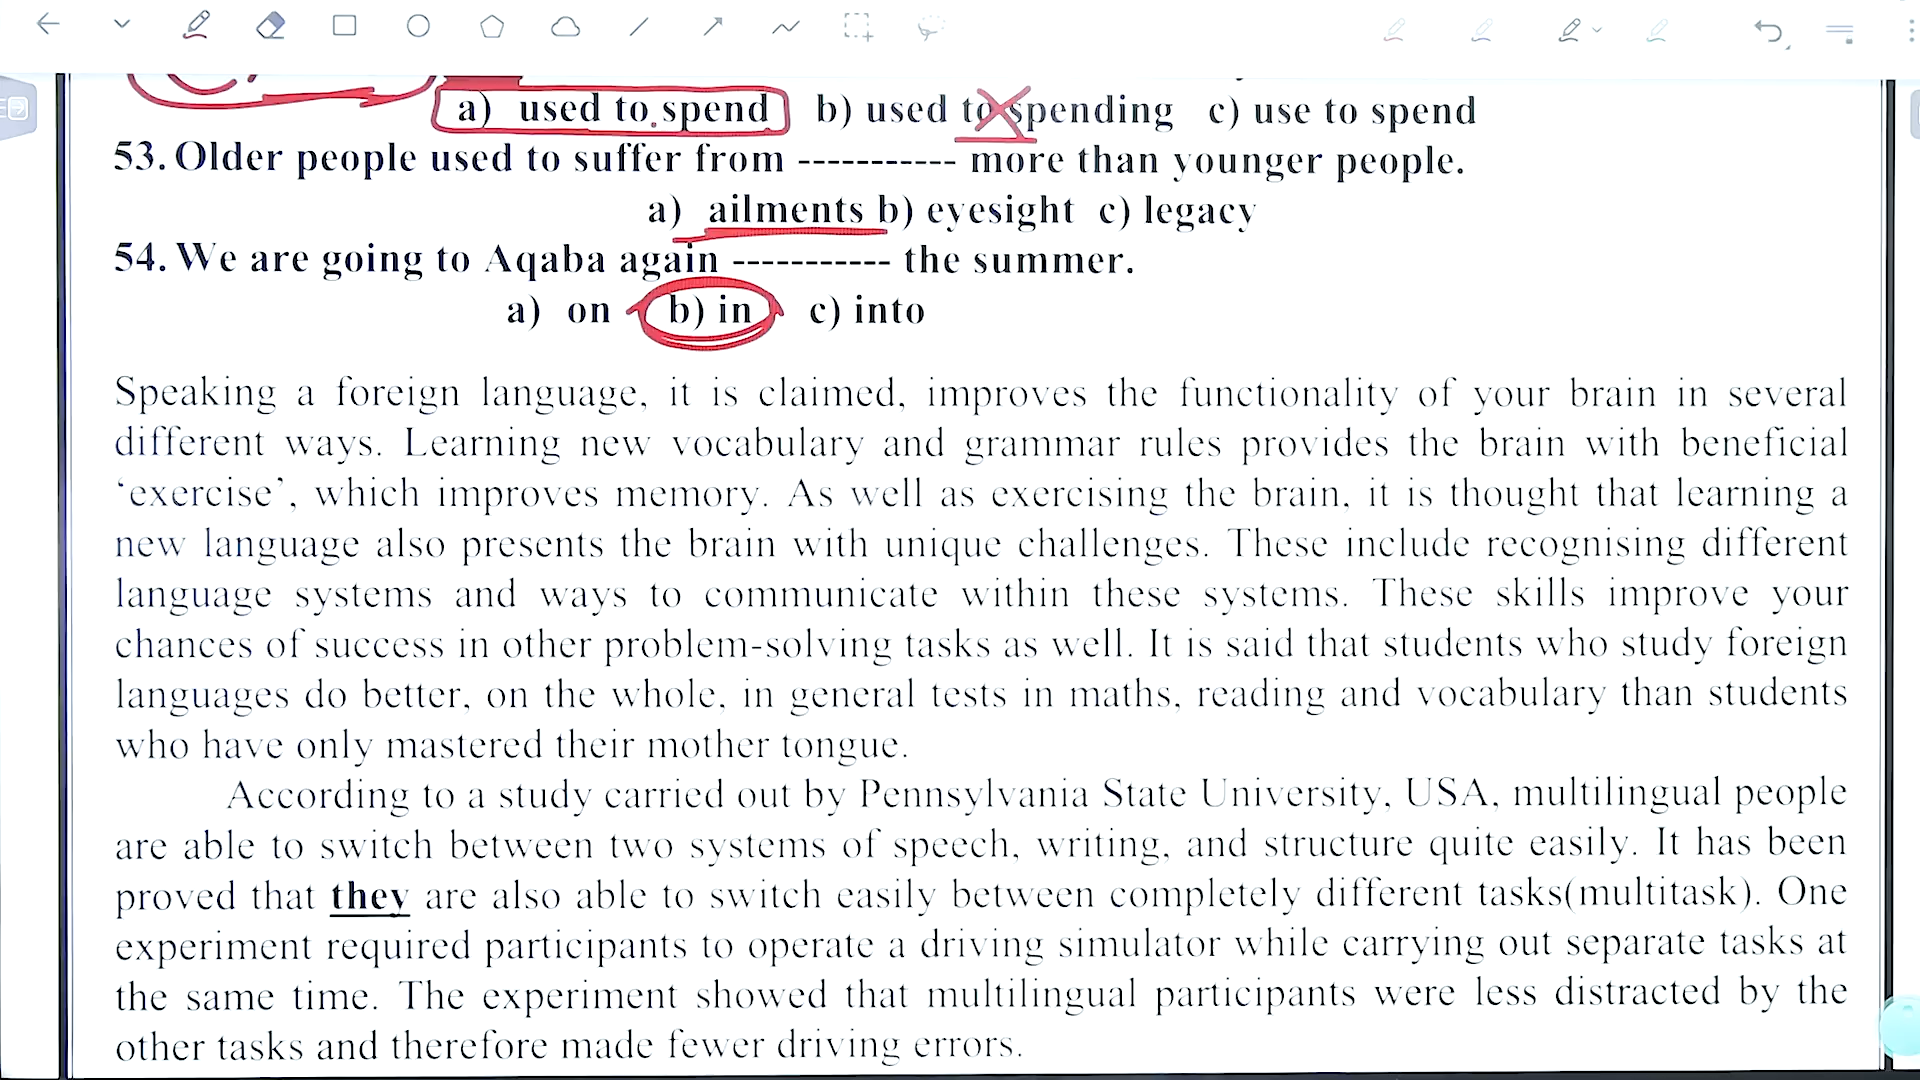 a) used to spend b) used to spending c) use to spend
53. Older people used to suffer from ----------- more than younger people.
a) ailments b) eyesight c) legacy
54. We are going to Aqaba again ----------- the summer.
a) on b) in c) into
Speaking a foreign language, it is claimed, improves the functionality of your brain in several
different ways. Learning new vocabulary and grammar rules provides the brain with beneficial
‘exercise’, which improves memory. As well as exercising the brain, it is thought that learning a
new language also presents the brain with unique challenges. These include recognising different
language systems and ways to communicate within these systems. These skills improve your
chances of success in other problem-solving tasks as well. It is said that students who study foreign
languages do better, on the whole, in general tests in maths, reading and vocabulary than students
who have only mastered their mother tongue.
According to a study carried out by Pennsylvania State University, USA, multilingual people
are able to switch between two systems of speech, writing, and structure quite easily. It has been
proved that they are also able to switch easily between completely different tasks(multitask). One
experiment required participants to operate a driving simulator while carrying out separate tasks at
the same time. The experiment showed that multilingual participants were less distracted by the
other tasks and therefore made fewer driving errors.